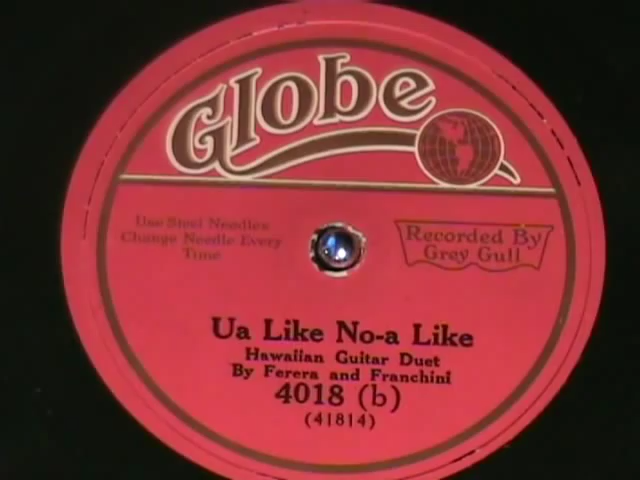 Globe
Use Steel Needles
Change Needle Every
Time
Recorded By
Grey Gull
Ua Like No-a Like
Hawaiian Guitar Duet
By Ferera and Franchini
4018 (b)
(41814)